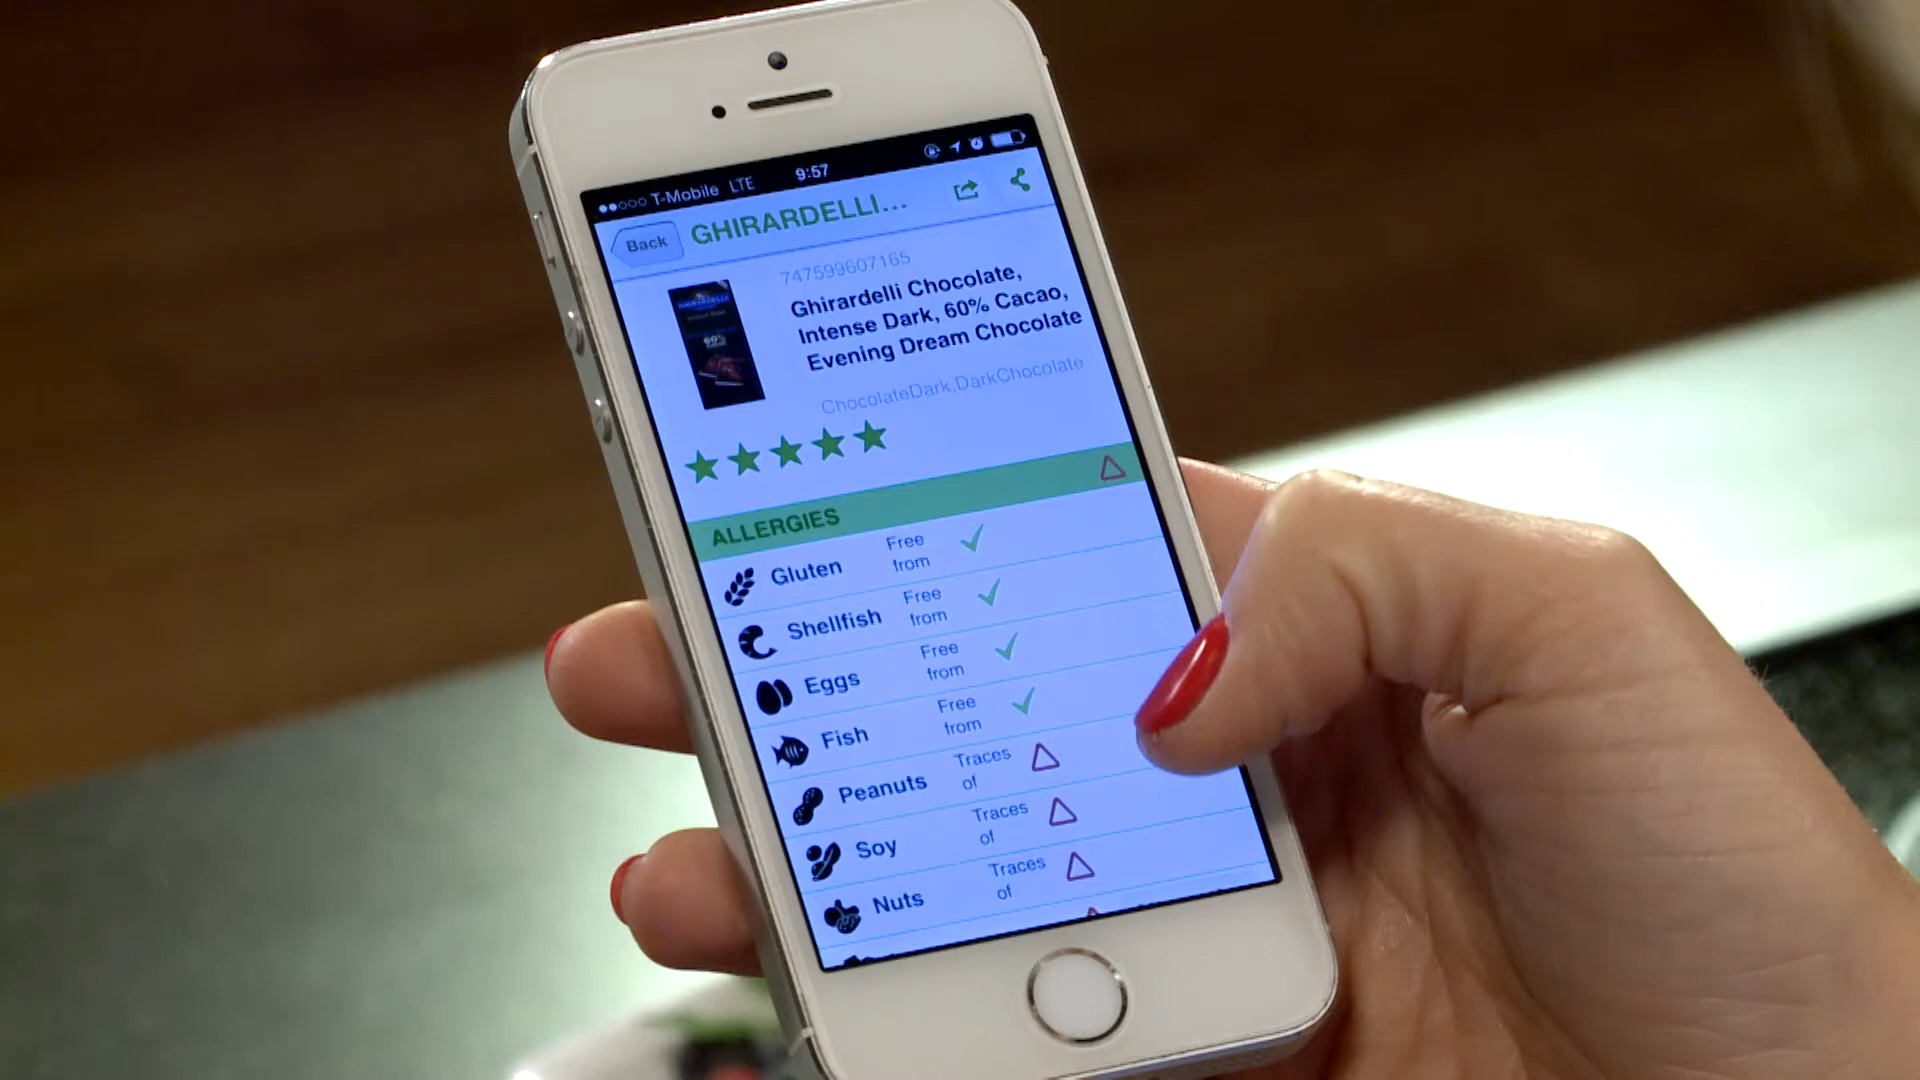 T-Mobile LTE 9:57
Back GHIRARDELLI...
747599607165
Ghirardelli Chocolate,
Intense Dark, 60% Cacao,
Evening Dream Chocolate
ChocolateDark,DarkChocolate
GHIRARDELLI
60%
ALLERGIES
Gluten Free from
Shellfish Free from
Eggs Free from
Fish Free from
Peanuts Traces of
Soy Traces of
Nuts Traces of